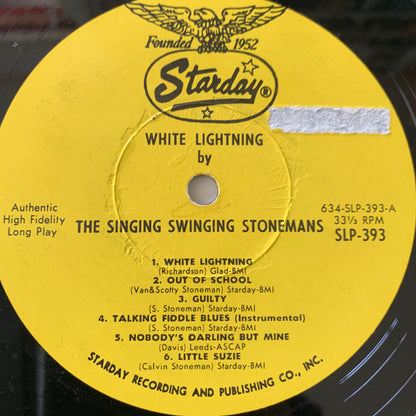 Founded 1952
Starday®
WHITE LIGHTNING
by
THE SINGING SWINGING STONEMANS
Authentic
High Fidelity
Long Play
634-SLP-393-A
33⅓ RPM
SLP-393
1. WHITE LIGHTNING
(Richardson) Glad-BMI
2. OUT OF SCHOOL
(Van&Scotty Stoneman) Starday-BMI
3. GUILTY
(S. Stoneman) Starday-BMI
4. TALKING FIDDLE BLUES (Instrumental)
(S. Stoneman) Starday-BMI
5. NOBODY'S DARLING BUT MINE
(Davis) Leeds-ASCAP
6. LITTLE SUZIE
(Calvin Stoneman) Starday-BMI
STARDAY RECORDING AND PUBLISHING CO., INC.